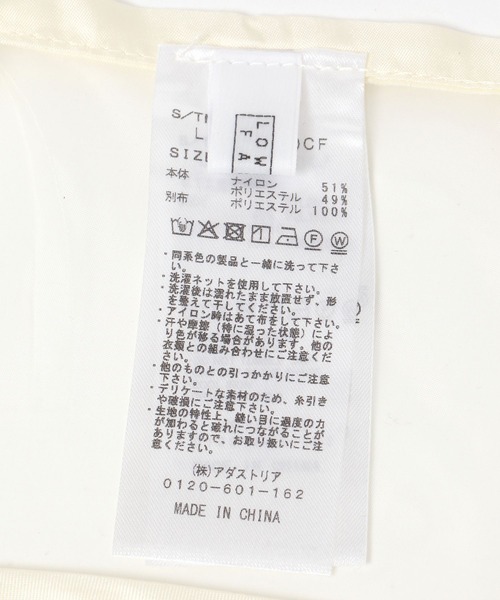 S/T
LOW
FA
L
CF
SIZE
本体 ナイロン 51%
ポリエステル 49%
別布 ポリエステル 100%
F W
・同系色の製品と一緒に洗って下さ
い。
・洗濯ネットを使用して下さい。
・洗濯後は濡れたまま放置せず、形
を整えて干してください。
・アイロン時はあて布をして下さい。
・汗や摩擦（特に湿った状態）によ
り色が移る場合があります。他の
衣類との組み合わせにご注意くだ
さい。
・他のものとの引っかかりにご注意
下さい。
・デリケートな素材のため、糸引き
や破損にご注意下さい。
・生地の特性上、縫い目に過度の力
が加わると破れにつながることが
ありますので、お取り扱いにご注
意ください。
(株)アダストリア
0120-601-162
MADE IN CHINA